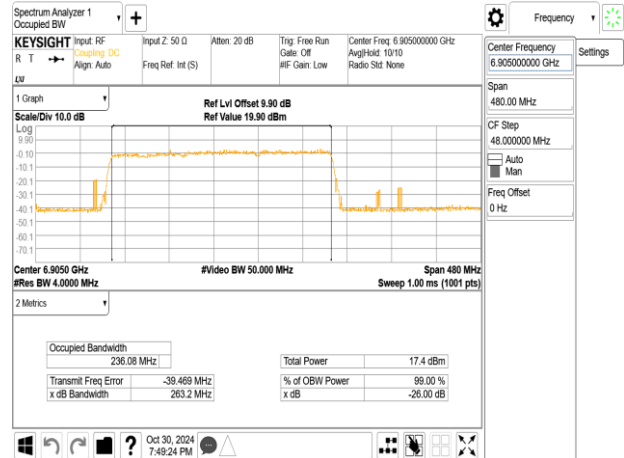 Spectrum Analyzer 1
Occupied BW
Frequency
KEYSIGHT
R T
LXI
Input: RF
Coupling: DC
Align: Auto
Input Z: 50 Ω
Freq Ref: Int (S)
Atten: 20 dB
Trig: Free Run
Gate: Off
#IF Gain: Low
Center Freq: 6.905000000 GHz
Avg|Hold: 10/10
Radio Std: None
Center Frequency
6.905000000 GHz
Settings
Span
480.00 MHz
CF Step
48.000000 MHz
Auto
Man
Freq Offset
0 Hz
1 Graph
Scale/Div 10.0 dB
Ref Lvl Offset 9.90 dB
Ref Value 19.90 dBm
Log
9.90
-0.10
-10.1
-20.1
-30.1
-40.1
-50.1
-60.1
-70.1
Center 6.9050 GHz
#Video BW 50.000 MHz
Span 480 MHz
#Res BW 4.0000 MHz
Sweep 1.00 ms (1001 pts)
2 Metrics
Occupied Bandwidth
236.08 MHz
Total Power 17.4 dBm
Transmit Freq Error -39.469 MHz
% of OBW Power 99.00 %
x dB Bandwidth 263.2 MHz
x dB -26.00 dB
?
Oct 30, 2024
7:49:24 PM